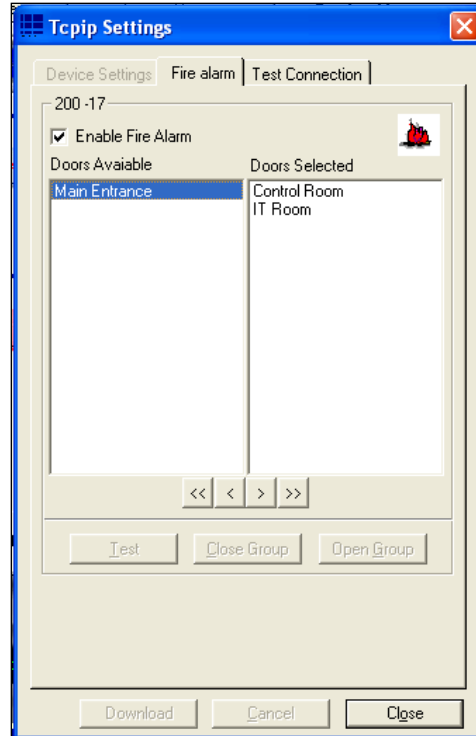 Tcpip Settings
Device Settings Fire alarm Test Connection
200 -17
Enable Fire Alarm
Doors Avaiable Doors Selected
Main Entrance Control Room
IT Room
<< < > >>
Test Close Group Open Group
Download Cancel Close